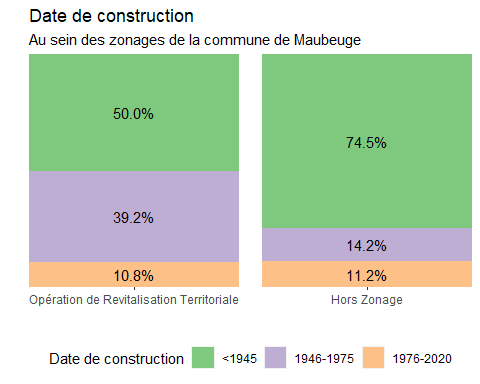 Date de construction
Au sein des zonages de la commune de Maubeuge
50.0%
74.5%
39.2%
14.2%
10.8%
11.2%
Opération de Revitalisation Territoriale
Hors Zonage
Date de construction <1945 1946-1975 1976-2020